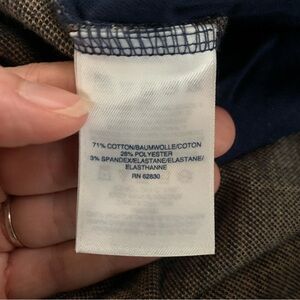 71% COTTON/BAUMWOLLE/COTON
26% POLYESTER
3% SPANDEX/ELASTANE/ELASTANE/
ELASTHANNE
RN 62830